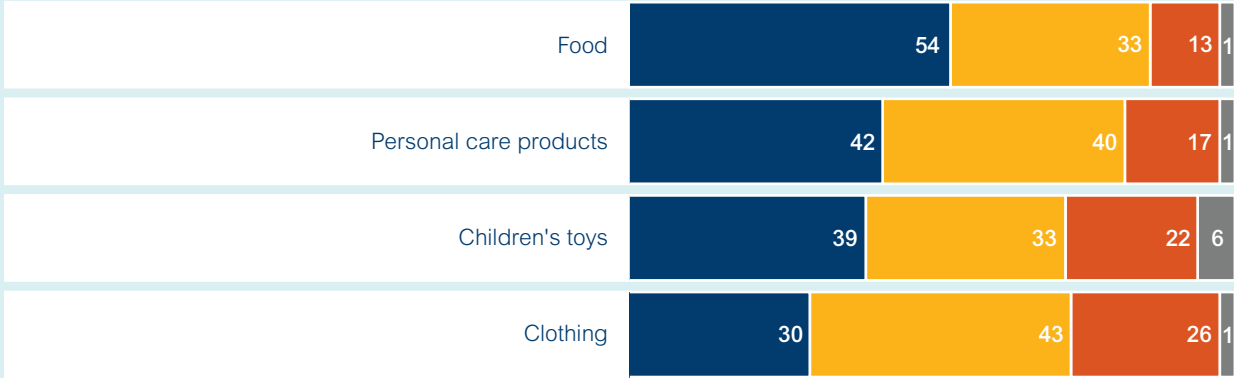 Food 54 33 13 1
Personal care products 42 40 17 1
Children's toys 39 33 22 6
Clothing 30 43 26 1